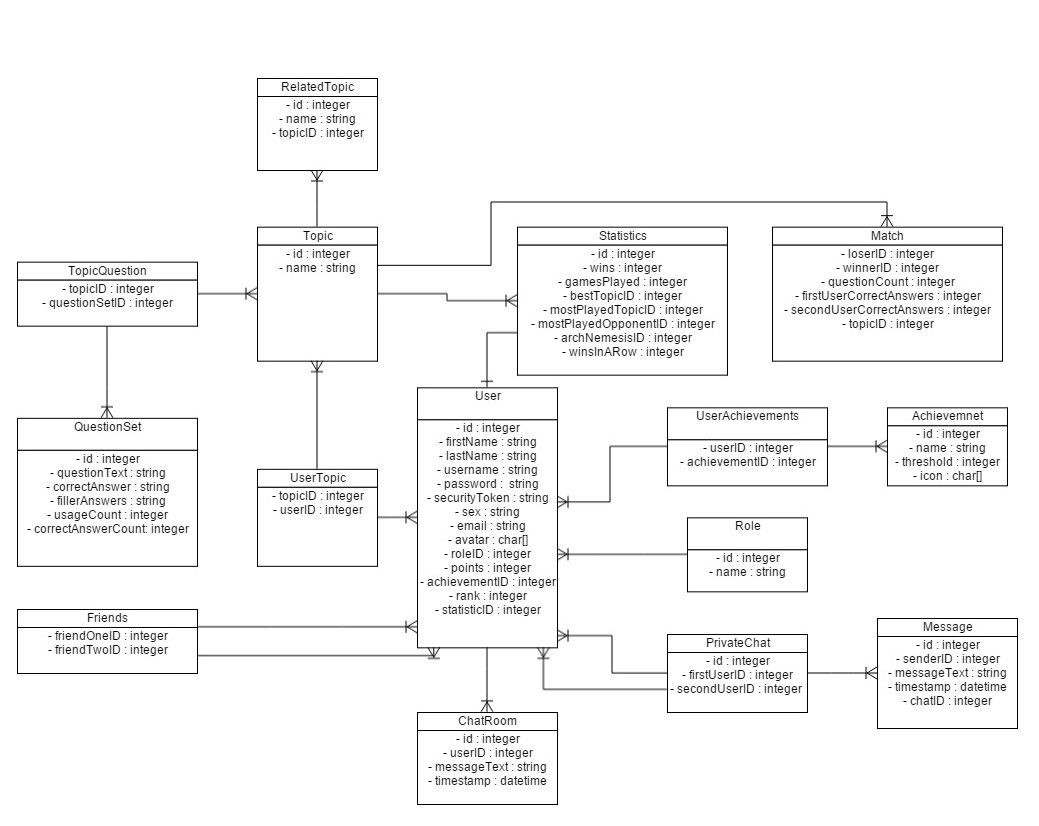 RelatedTopic
- id : integer
- name : string
- topicID : integer
Topic
- id : integer
- name : string
Statistics
- id : integer
- wins : integer
- gamesPlayed : integer
- bestTopicID : integer
- mostPlayedTopicID : integer
- mostPlayedOpponentID : integer
- archNemesisID : integer
- winsInARow : integer
Match
- loserID : integer
- winnerID : integer
- questionCount : integer
- firstUserCorrectAnswers : integer
- secondUserCorrectAnswers : integer
- topicID : integer
TopicQuestion
- topicID : integer
- questionSetID : integer
QuestionSet
- id : integer
- questionText : string
- correctAnswer : string
- fillerAnswers : string
- usageCount : integer
- correctAnswerCount: integer
UserTopic
- topicID : integer
- userID : integer
User
- id : integer
- firstName : string
- lastName : string
- username : string
- password : string
- securityToken : string
- sex : string
- email : string
- avatar : char[]
- roleID : integer
- points : integer
- achievementID : integer
- rank : integer
- statisticID : integer
UserAchievements
- userID : integer
- achievementID : integer
Achievemnet
- id : integer
- name : string
- threshold : integer
- icon : char[]
Role
- id : integer
- name : string
Friends
- friendOneID : integer
- friendTwoID : integer
PrivateChat
- id : integer
- firstUserID : integer
- secondUserID : integer
Message
- id : integer
- senderID : integer
- messageText : string
- timestamp : datetime
- chatID : integer
ChatRoom
- id : integer
- userID : integer
- messageText : string
- timestamp : datetime